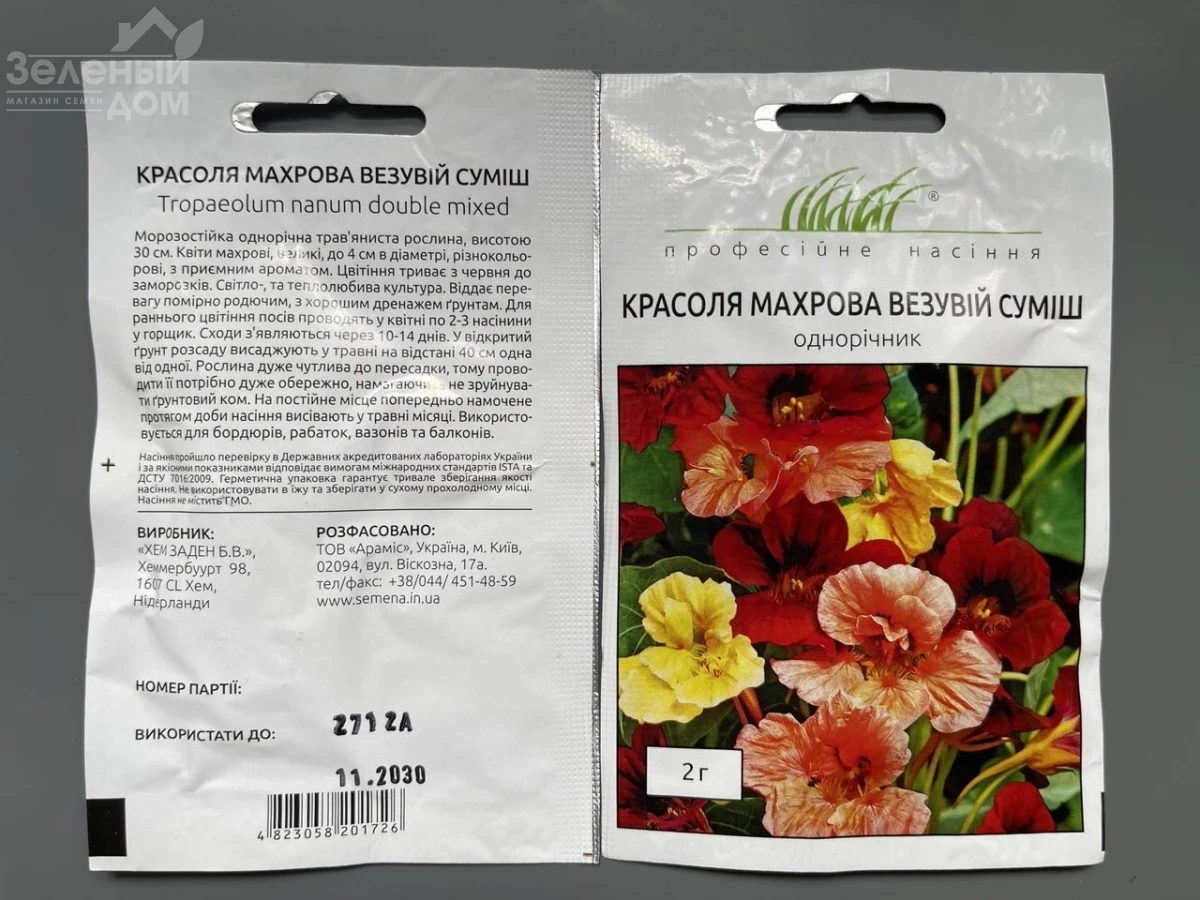 Зеленый
МАГАЗИН СЕМЯН
ДОМ
КРАСОЛЯ МАХРОВА ВЕЗУВІЙ СУМІШ
Tropaeolum nanum double mixed
Морозостійка однорічна трав'яниста рослина, висотою
30 см. Квіти махрові, великі, до 4 см в діаметрі, різнокольо-
рові, з приємним ароматом. Цвітіння триває з червня до
заморозків. Світло-, та теплолюбива культура. Віддає пере-
вагу помірно родючим, з хорошим дренажем ґрунтам. Для
раннього цвітіння посів проводять у квітні по 2-3 насінини
у горщик. Сходи з'являються через 10-14 днів. У відкритий
ґрунт розсаду висаджують у травні на відстані 40 см одна
від одної. Рослина дуже чутлива до пересадки, тому прово-
дити її потрібно дуже обережно, намагаючись не зруйнува-
ти ґрунтовий ком. На постійне місце попередньо намочене
протягом доби насіння висівають у травні місяці. Використо-
вується для бордюрів, рабаток, вазонів та балконів.
Насіння пройшло перевірку в Державних акредитованих лабораторіях України
і за якісними показниками відповідає вимогам міжнародних стандартів ISTA та
ДСТУ 7016:2009. Герметична упаковка гарантує тривале зберігання якості
насіння. Не використовувати в їжу та зберігати у сухому прохолодному місці.
Насіння не містить ГМО.
ВИРОБНИК:
«ХЕМ ЗАДЕН Б.В.»,
Хеммербуурт 98,
1607 CL Хем,
Нідерланди
РОЗФАСОВАНО:
ТОВ «Араміс», Україна, м. Київ,
02094, вул. Віскозна, 17а.
тел/факс: +38/044/ 451-48-59
www.semena.in.ua
НОМЕР ПАРТІЇ:
271 2A
ВИКОРИСТАТИ ДО:
11.2030
4 823058 201726
®
професійне насіння
КРАСОЛЯ МАХРОВА ВЕЗУВІЙ СУМІШ
однорічник
2 г